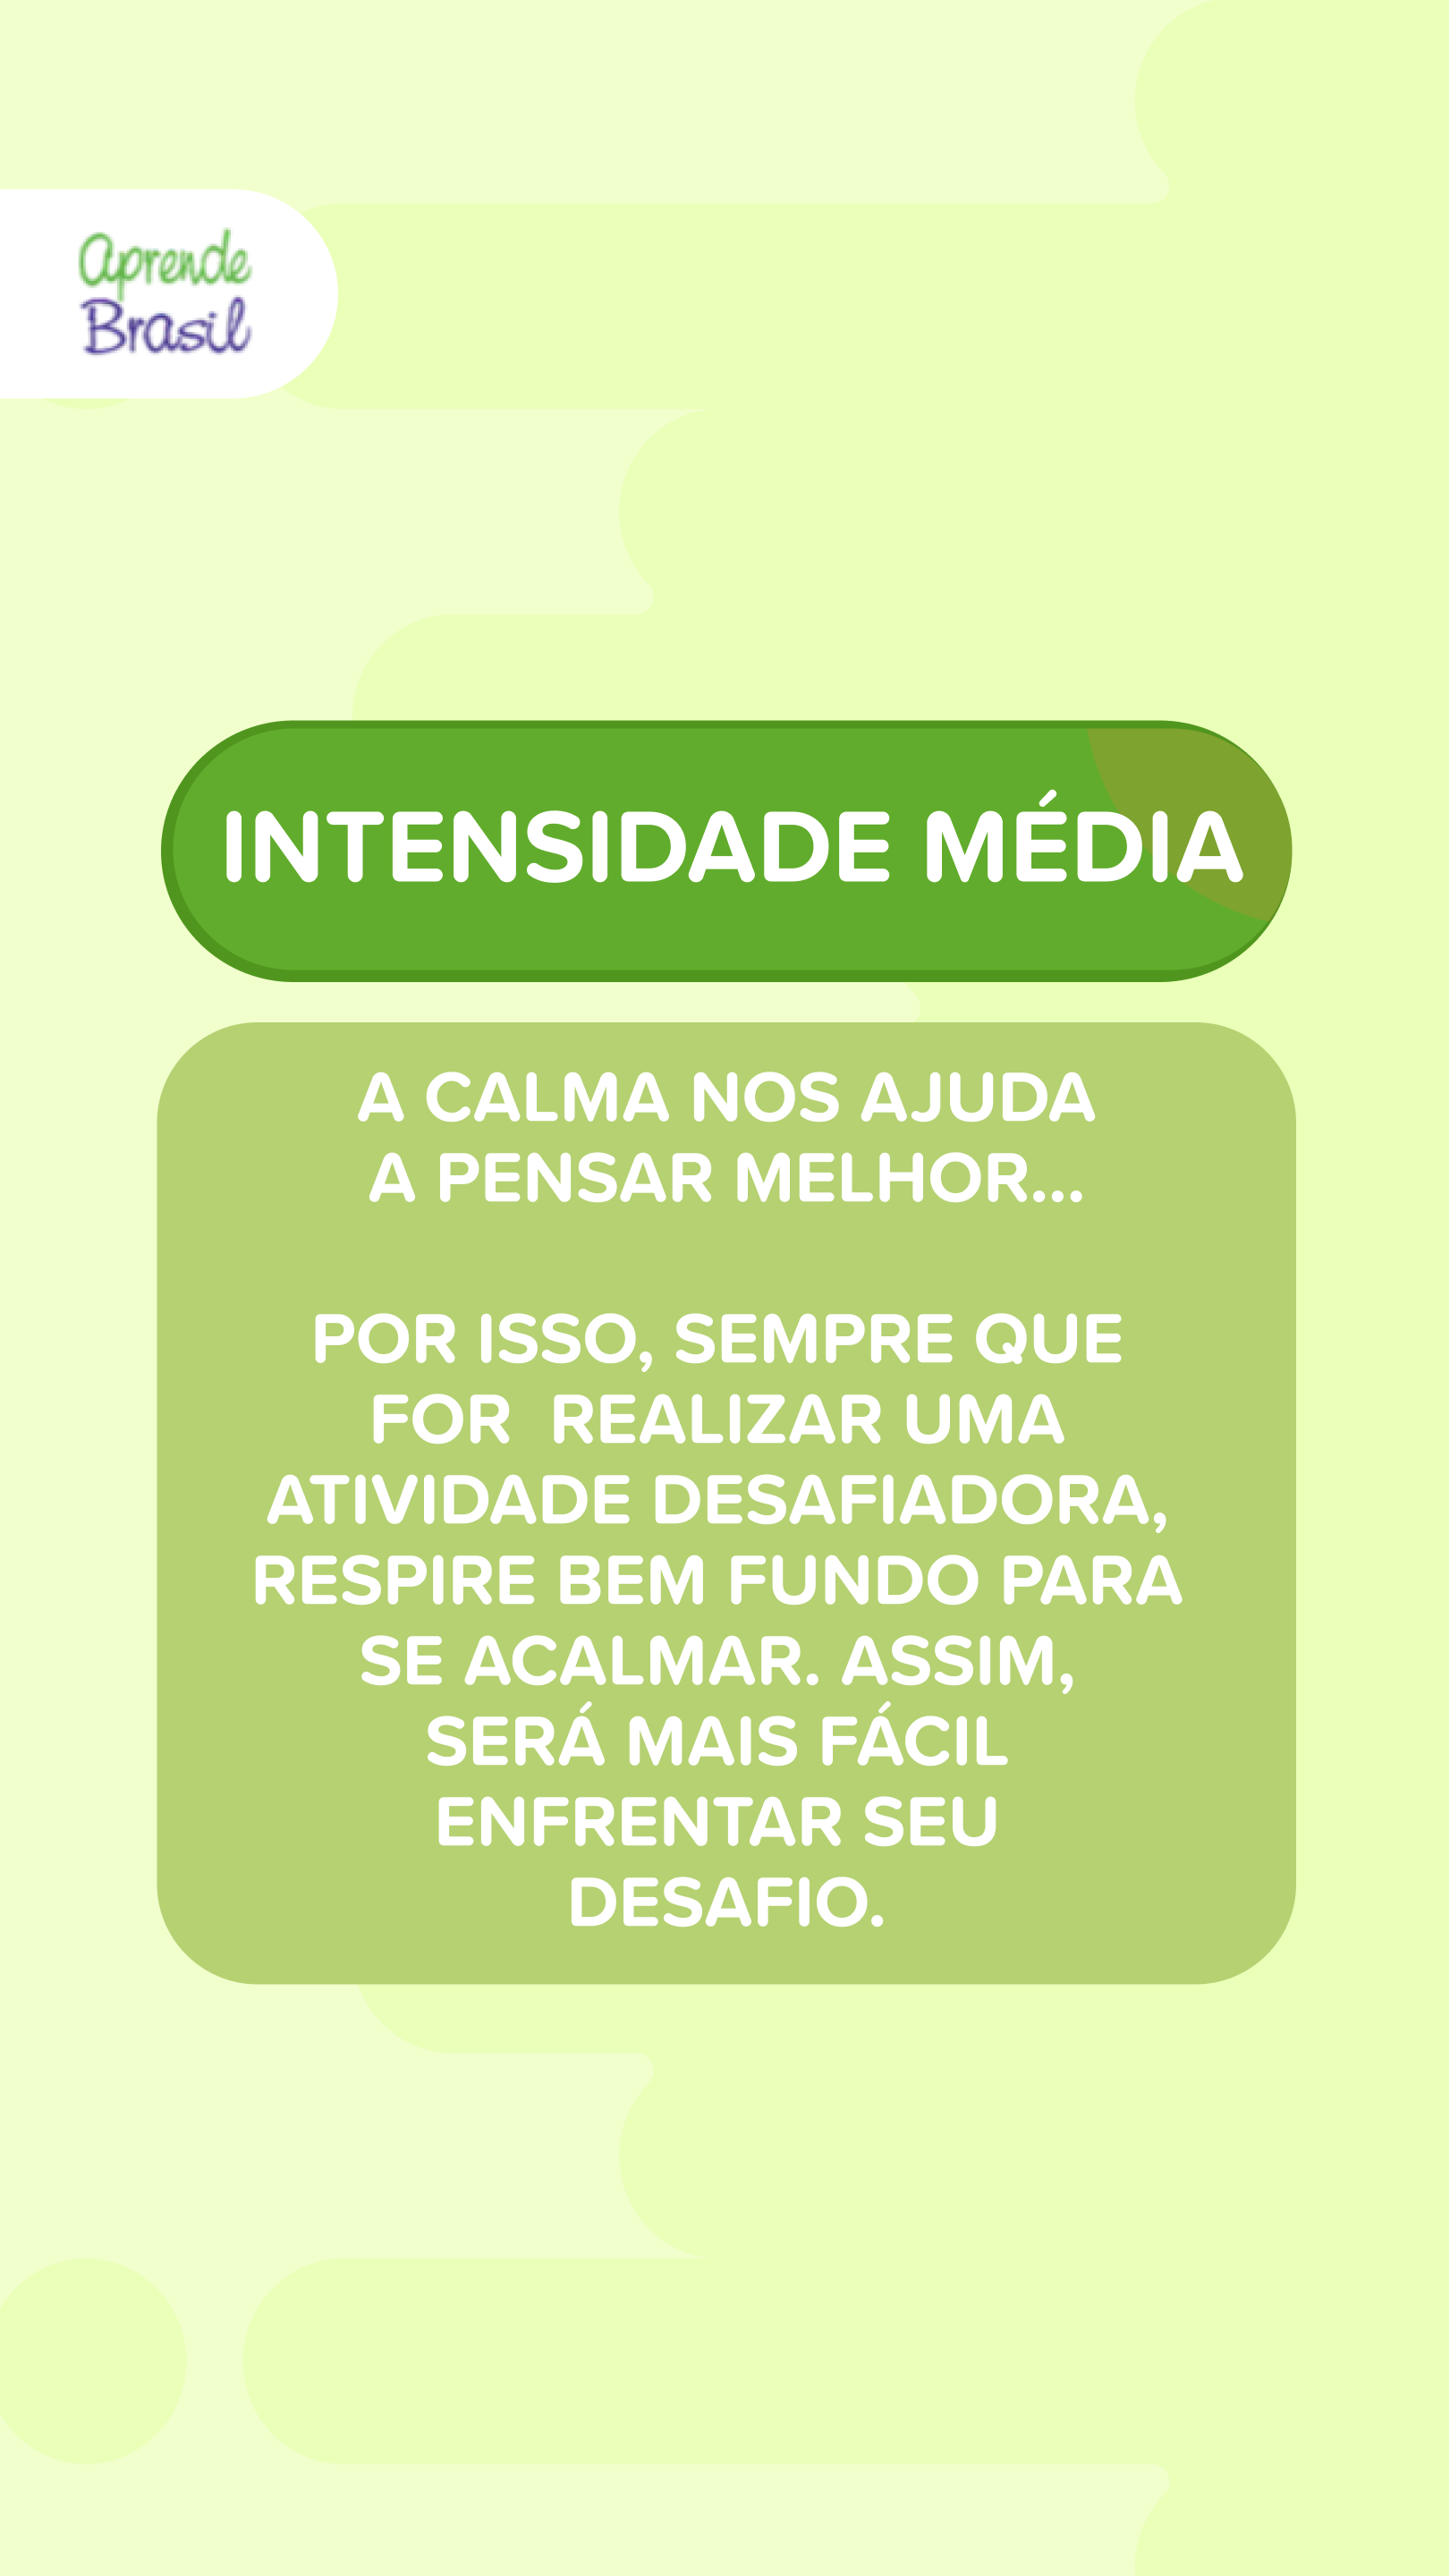 aprende
Brasil
INTENSIDADE MÉDIA
A CALMA NOS AJUDA
A PENSAR MELHOR...
POR ISSO, SEMPRE QUE
FOR  REALIZAR UMA
ATIVIDADE DESAFIADORA,
RESPIRE BEM FUNDO PARA
SE ACALMAR. ASSIM,
SERÁ MAIS FÁCIL
ENFRENTAR SEU
DESAFIO.